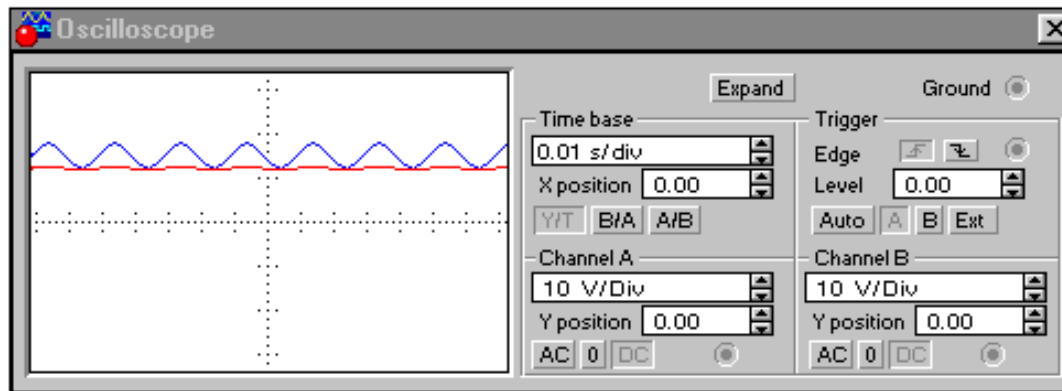 Oscilloscope
Expand Ground
Time base
0.01 s/div
X position 0.00
Y/T B/A A/B
Trigger
Edge
Level 0.00
Auto A B Ext
Channel A
10 V/Div
Y position 0.00
AC 0 DC
Channel B
10 V/Div
Y position 0.00
AC 0 DC